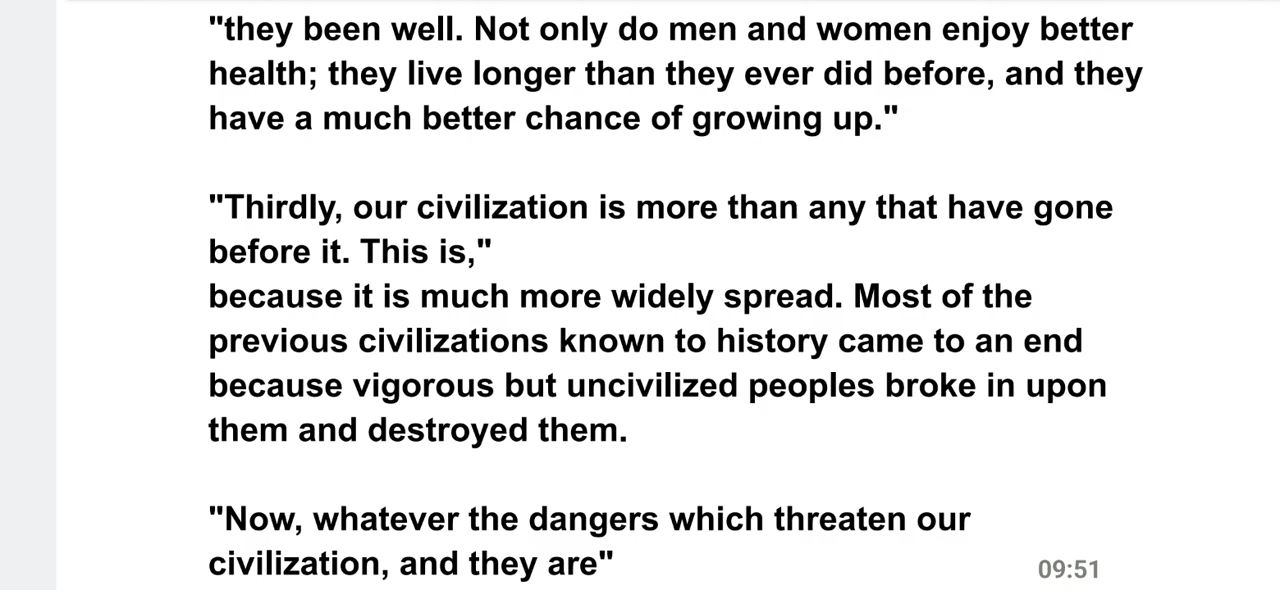 "they been well. Not only do men and women enjoy better
health; they live longer than they ever did before, and they
have a much better chance of growing up."
"Thirdly, our civilization is more than any that have gone
before it. This is,"
because it is much more widely spread. Most of the
previous civilizations known to history came to an end
because vigorous but uncivilized peoples broke in upon
them and destroyed them.
"Now, whatever the dangers which threaten our
civilization, and they are"
09:51